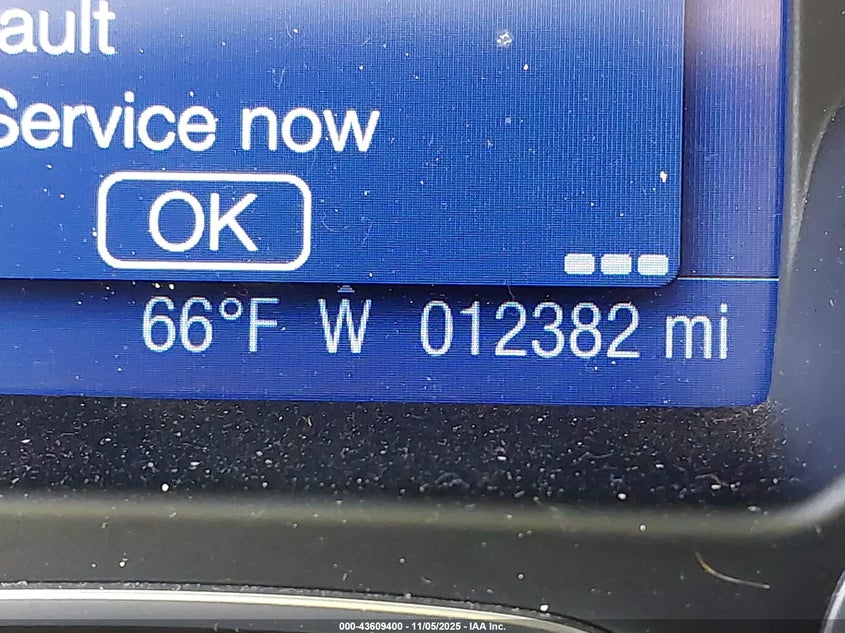 ault
Service now
OK
66°F W 012382 mi
000-43609400 - 11/05/2025 - IAA Inc.